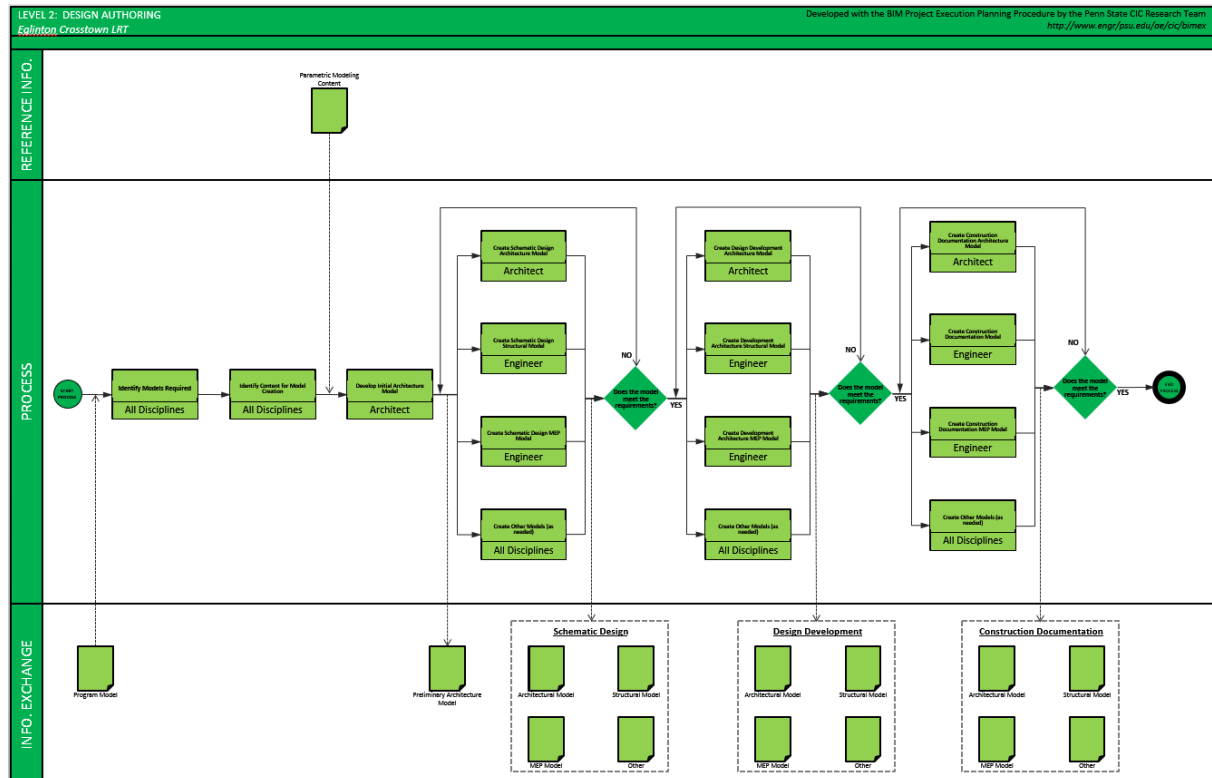 LEVEL 2: DESIGN AUTHORING
Eglinton Crosstown LRT
Developed with the BIM Project Execution Planning Procedure by the Penn State CIC Research Team
http://www.engr/psu.edu/ae/cic/bimex
REFERENCE INFO.
Parametric Modeling
Content
PROCESS
START
PROCESS
Identify Models Required
All Disciplines
Identify Content for Model
Creation
All Disciplines
Develop Initial Architecture
Model
Architect
Create Schematic Design
Architecture Model
Architect
Create Schematic Design
Structural Model
Engineer
Create Schematic Design MEP
Model
Engineer
Create Other Models (as
needed)
All Disciplines
NO
Does the model
meet the
requirements?
YES
Create Design Development
Architecture Model
Architect
Create Development
Architecture Structural Model
Engineer
Create Development
Architecture MEP Model
Engineer
Create Other Models (as
needed)
All Disciplines
NO
Does the model
meet the
requirements?
YES
Create Construction
Documentation Architecture
Model
Architect
Create Construction
Documentation Model
Engineer
Create Construction
Documentation MEP Model
Engineer
Create Other Models (as
needed)
All Disciplines
NO
Does the model
meet the
requirements?
YES
END
PROCESS
INFO. EXCHANGE
Program Model
Preliminary Architecture
Model
Schematic Design
Architectural Model
Structural Model
MEP Model
Other
Design Development
Architectural Model
Structural Model
MEP Model
Other
Construction Documentation
Architectural Model
Structural Model
MEP Model
Other